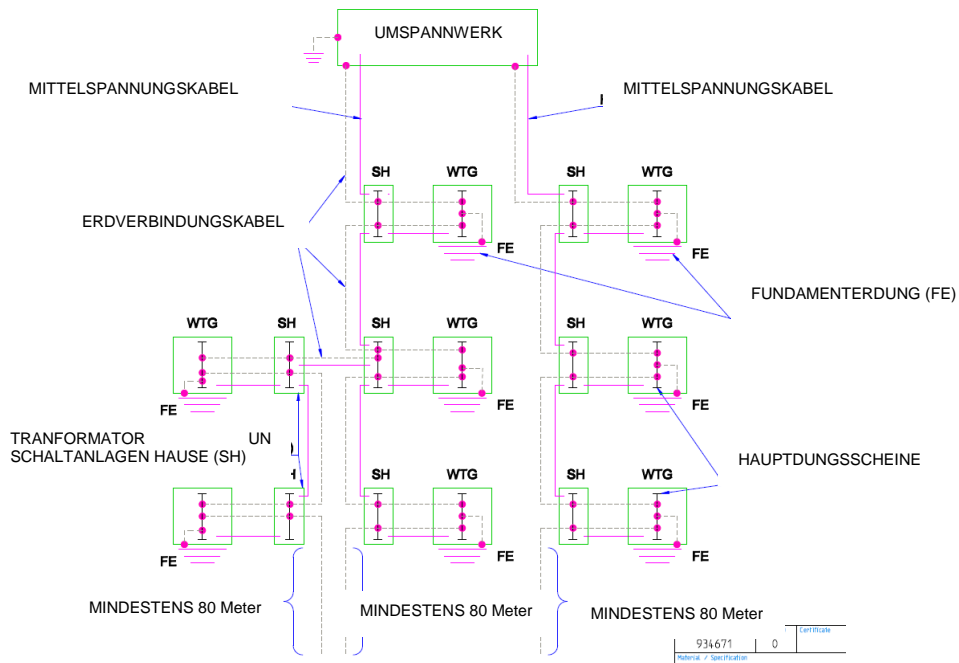 UMSPANNWERK
MITTELSPANNUNGSKABEL
MITTELSPANNUNGSKABEL
SH WTG SH WTG
ERDVERBINDUNGSKABEL
FE FE
FUNDAMENTERDUNG (FE)
WTG SH SH WTG SH WTG
FE FE FE
TRANFORMATOR UN
SCHALTANLAGEN HAUSE (SH)
HAUPTDUNGSSCHEINE
SH WTG SH WTG
FE FE FE
MINDESTENS 80 Meter
MINDESTENS 80 Meter
MINDESTENS 80 Meter
Certificate
934671 0
Material / Specification